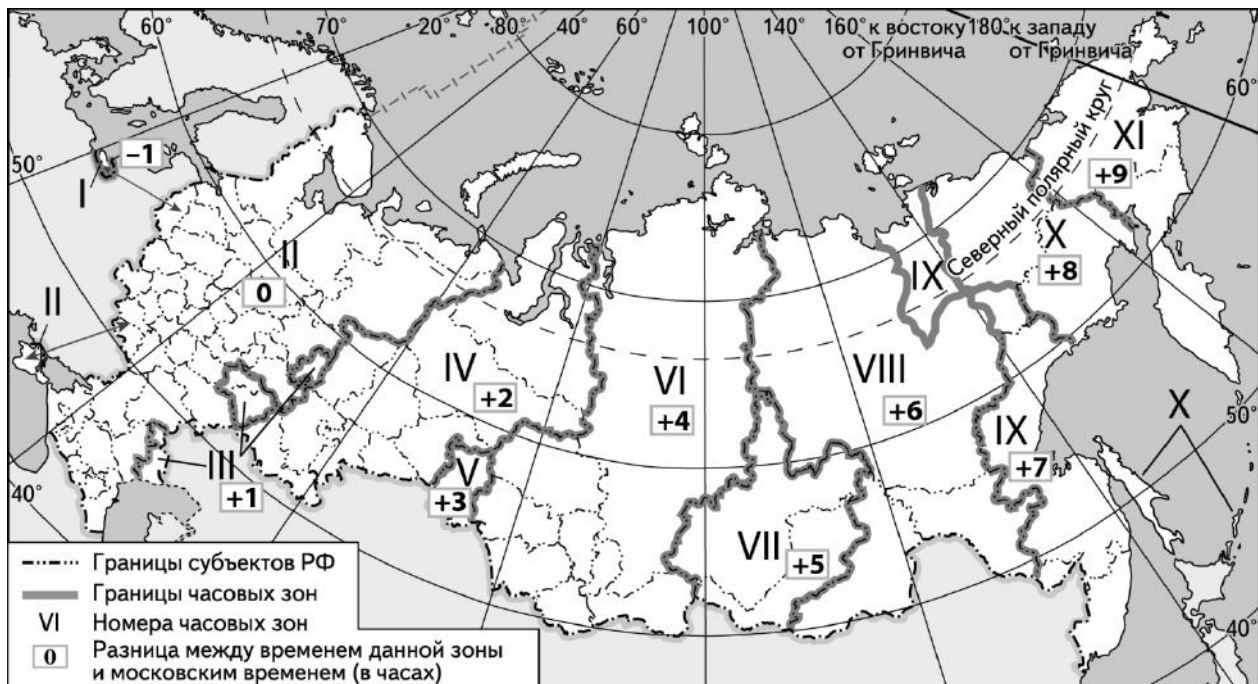 60° 70° 20° 40° 60° 80° 100° 120° 140° 160° к востоку 180° к западу
от Гринвича от Гринвича
60°
50°
−1
I
Северный полярный круг
XI
+9
II
0
X
+8
IX
II
IV
+2
VI
+4
VIII
+6
X
50°
IX
+7
III
+1
V
+3
40°
VII
+5
40°
Границы субъектов РФ
Границы часовых зон
VI Номера часовых зон
0 Разница между временем данной зоны
и московским временем (в часах)